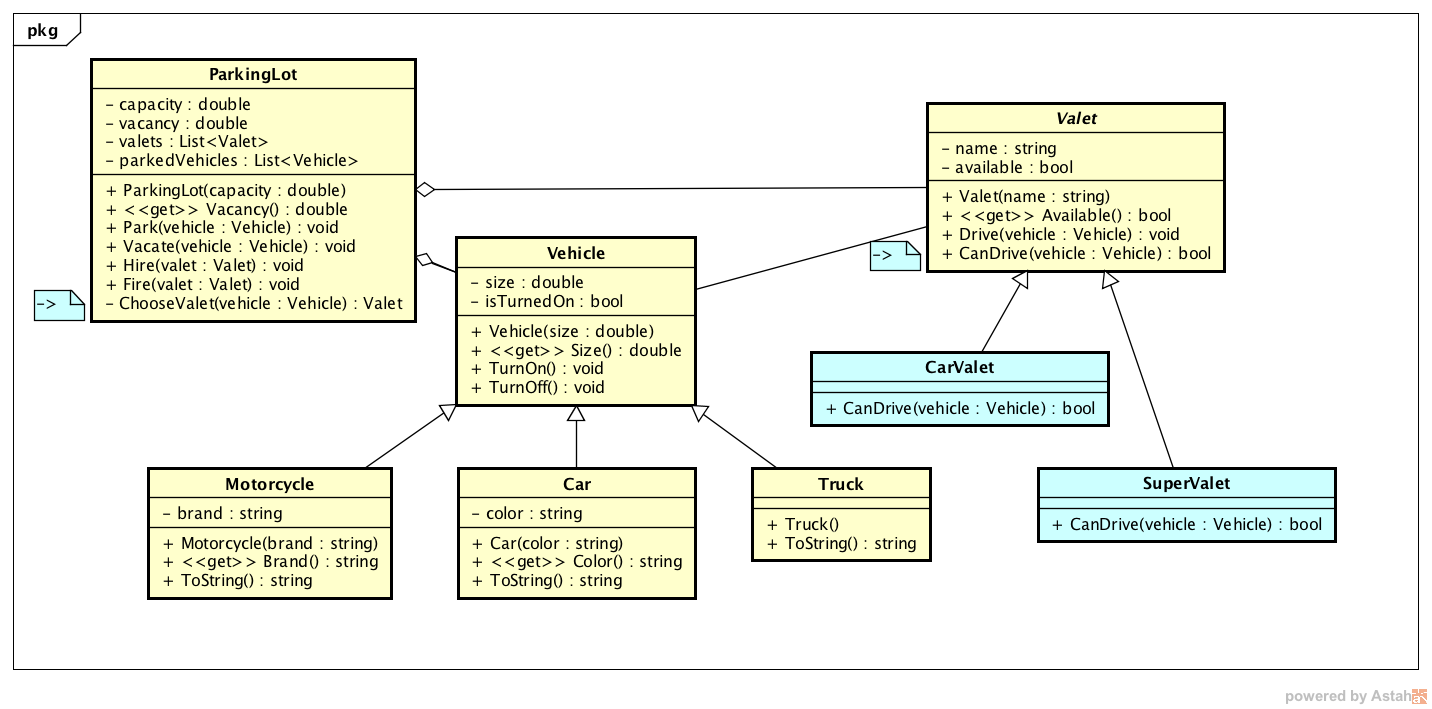 pkg
ParkingLot
– capacity : double
– vacancy : double
– valets : List<Valet>
– parkedVehicles : List<Vehicle>
+ ParkingLot(capacity : double)
+ <<get>> Vacancy() : double
+ Park(vehicle : Vehicle) : void
+ Vacate(vehicle : Vehicle) : void
+ Hire(valet : Valet) : void
+ Fire(valet : Valet) : void
– ChooseValet(vehicle : Vehicle) : Valet
–>
Valet
– name : string
– available : bool
+ Valet(name : string)
+ <<get>> Available() : bool
+ Drive(vehicle : Vehicle) : void
+ CanDrive(vehicle : Vehicle) : bool
–>
Vehicle
– size : double
– isTurnedOn : bool
+ Vehicle(size : double)
+ <<get>> Size() : double
+ TurnOn() : void
+ TurnOff() : void
CarValet
+ CanDrive(vehicle : Vehicle) : bool
Motorcycle
– brand : string
+ Motorcycle(brand : string)
+ <<get>> Brand() : string
+ ToString() : string
Car
– color : string
+ Car(color : string)
+ <<get>> Color() : string
+ ToString() : string
Truck
+ Truck()
+ ToString() : string
SuperValet
+ CanDrive(vehicle : Vehicle) : bool
powered by Astah